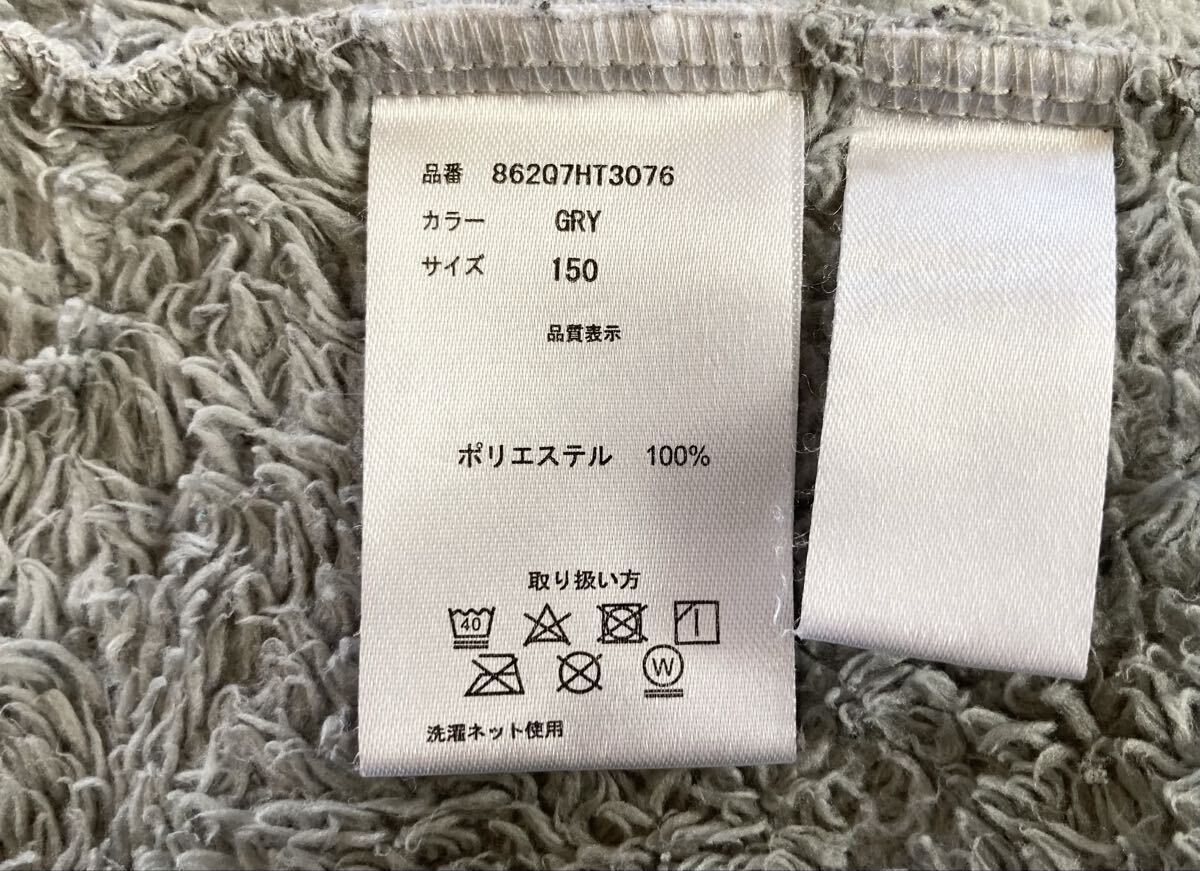 品番 862Q7HT3076
カラー GRY
サイズ 150
品質表示
ポリエステル 100%
取り扱い方
40
W
洗濯ネット使用